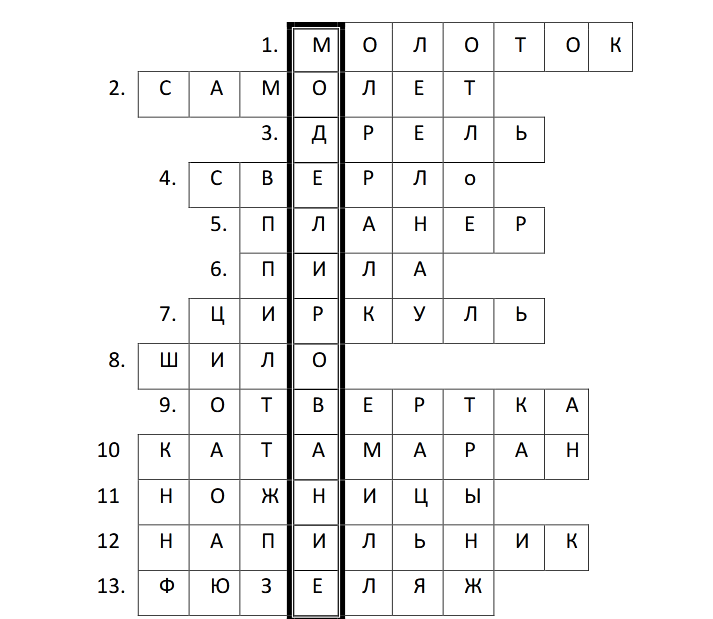 1. М О Л О Т О К
2. С А М О Л Е Т
3. Д Р Е Л Ь
4. С В Е Р Л о
5. П Л А Н Е Р
6. П И Л А
7. Ц И Р К У Л Ь
8. Ш И Л О
9. О Т В Е Р Т К А
10 К А Т А М А Р А Н
11 Н О Ж Н И Ц Ы
12 Н А П И Л Ь Н И К
13. Ф Ю З Е Л Я Ж